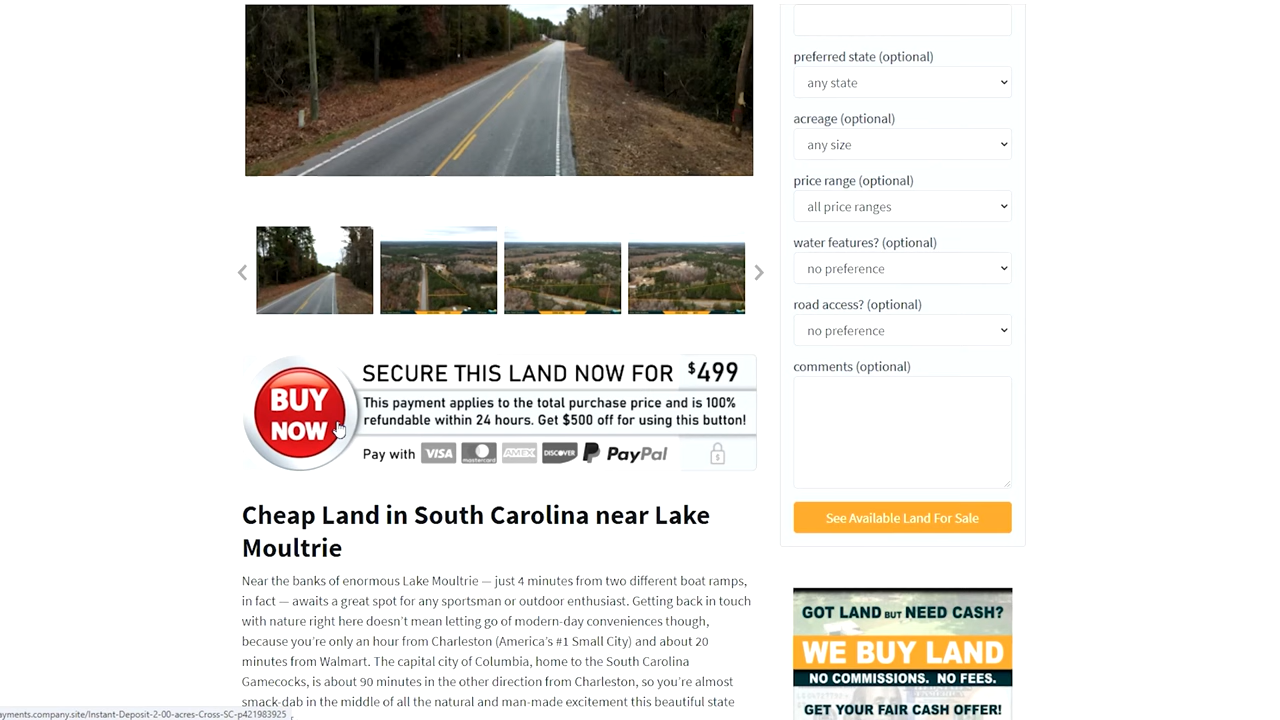 preferred state (optional)
any state
acreage (optional)
any size
price range (optional)
all price ranges
water features? (optional)
no preference
road access? (optional)
no preference
comments (optional)
See Available Land For Sale
BUY
NOW
SECURE THIS LAND NOW FOR $499
This payment applies to the total purchase price and is 100%
refundable within 24 hours. Get $500 off for using this button!
Pay with VISA mastercard AMEX DISCOVER PayPal
Cheap Land in South Carolina near Lake
Moultrie
Near the banks of enormous Lake Moultrie — just 4 minutes from two different boat ramps,
in fact — awaits a great spot for any sportsman or outdoor enthusiast. Getting back in touch
with nature right here doesn't mean letting go of modern-day conveniences though,
because you're only an hour from Charleston (America's #1 Small City) and about 20
minutes from Walmart. The capital city of Columbia, home to the South Carolina
Gamecocks, is about 90 minutes in the other direction from Charleston, so you're almost
smack-dab in the middle of all the natural and man-made excitement this beautiful state
GOT LAND BUT NEED CASH?
WE BUY LAND
NO COMMISSIONS. NO FEES.
GET YOUR FAIR CASH OFFER!
ayments.company.site/Instant-Deposit-2-00-acres-Cross-SC-p421983925